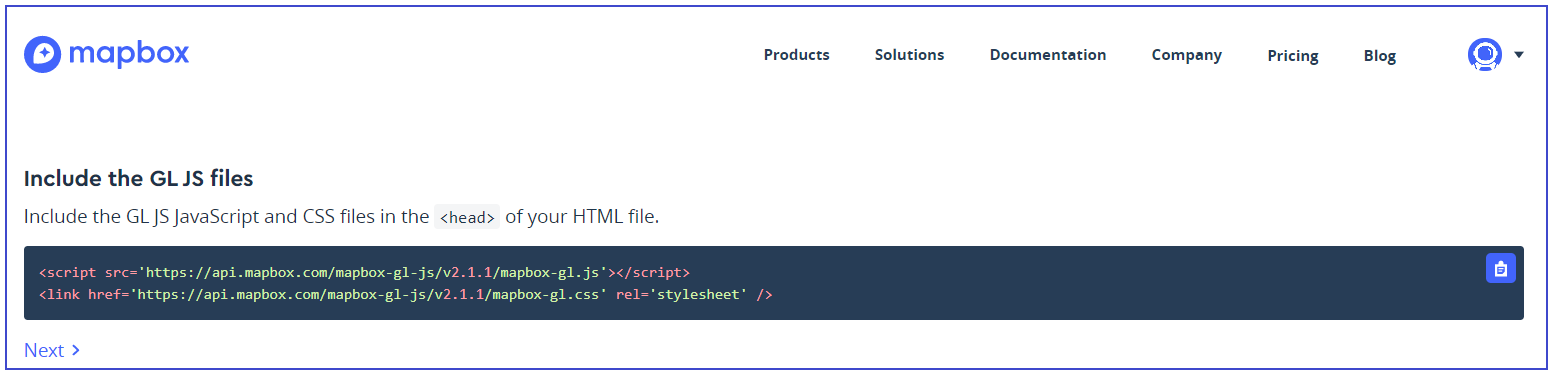 mapbox
Products Solutions Documentation Company Pricing Blog
Include the GL JS files
Include the GL JS JavaScript and CSS files in the <head> of your HTML file.
<script src='https://api.mapbox.com/mapbox-gl-js/v2.1.1/mapbox-gl.js'></script>
<link href='https://api.mapbox.com/mapbox-gl-js/v2.1.1/mapbox-gl.css' rel='stylesheet' />
Next >